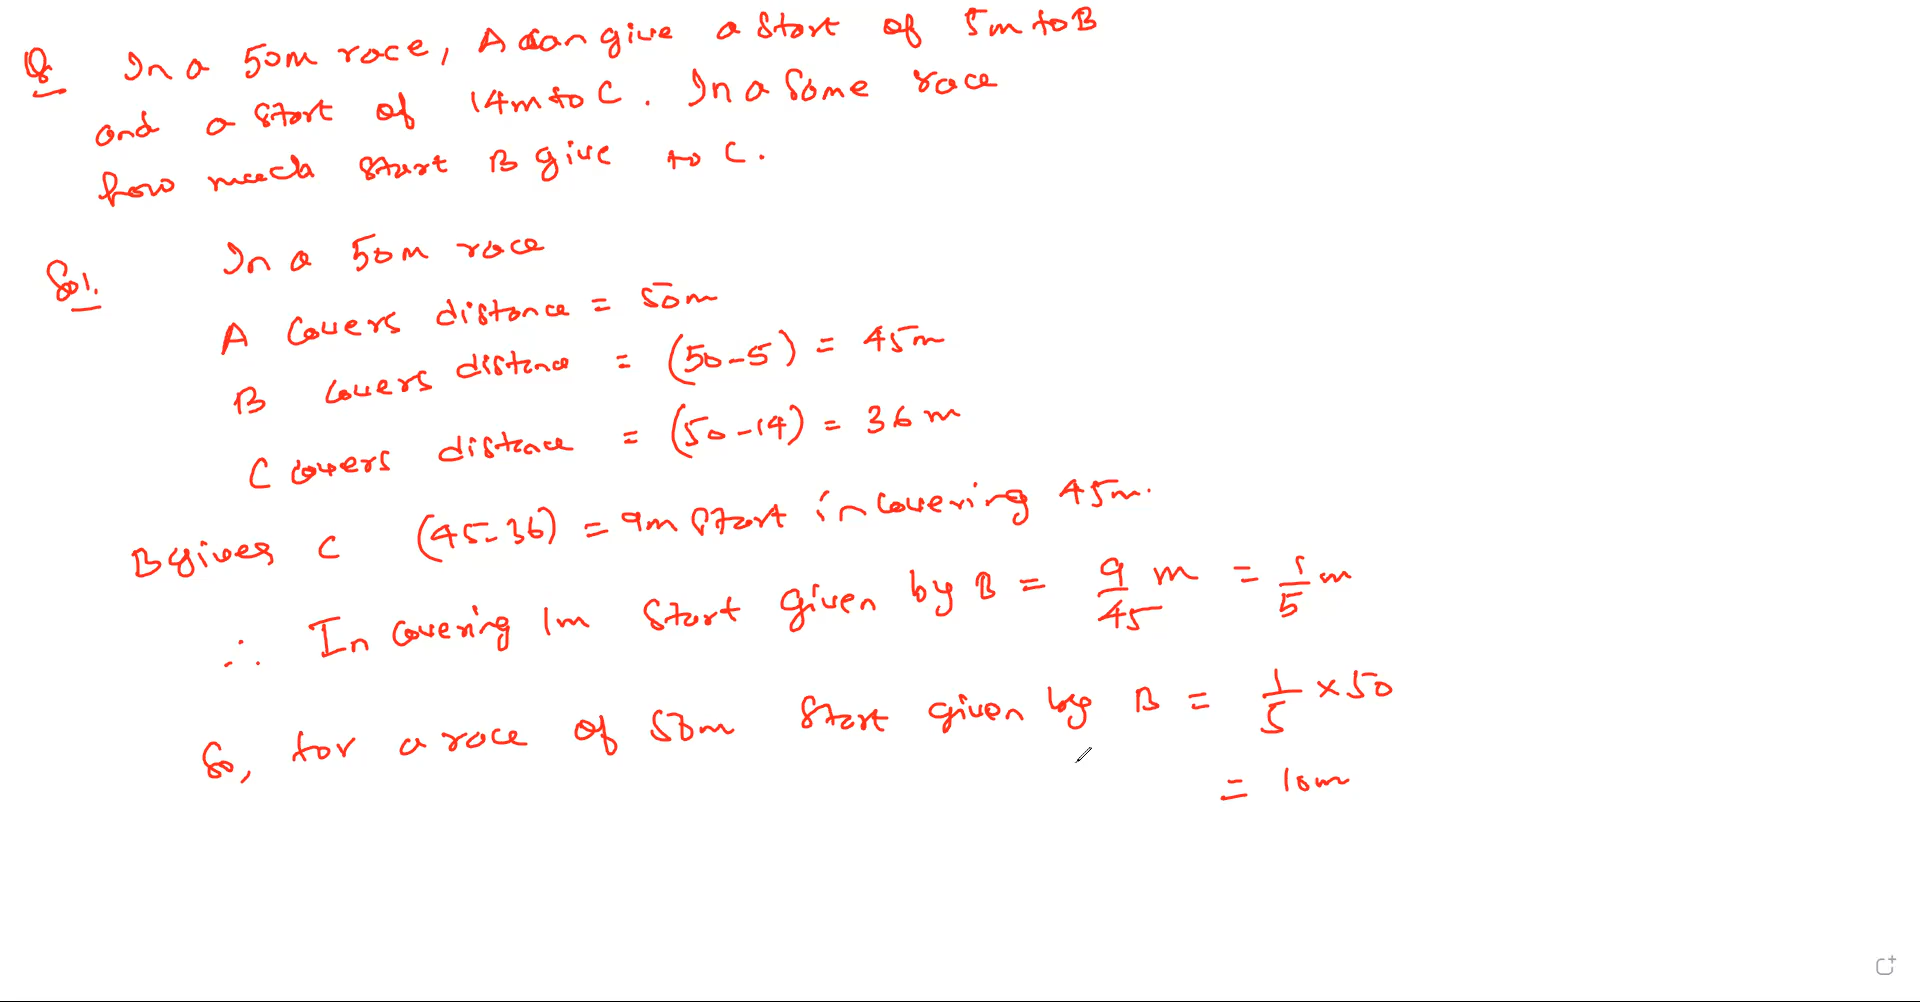 Q In a 50m race, A can give a start of 5m to B
and a start of 14m to C. In a Same race
how much start B give to C.
Sol. In a 50m race
A Covers distance = 50m
B covers distance = (50-5) = 45m
C covers distance = (50-14) = 36m
B gives C (45-36) = 9m start in covering 45m.
∴ In covering 1m start given by B = 9/45 m = 1/5 m
So, for a race of 50m start given by B = 1/5 × 50
= 10m